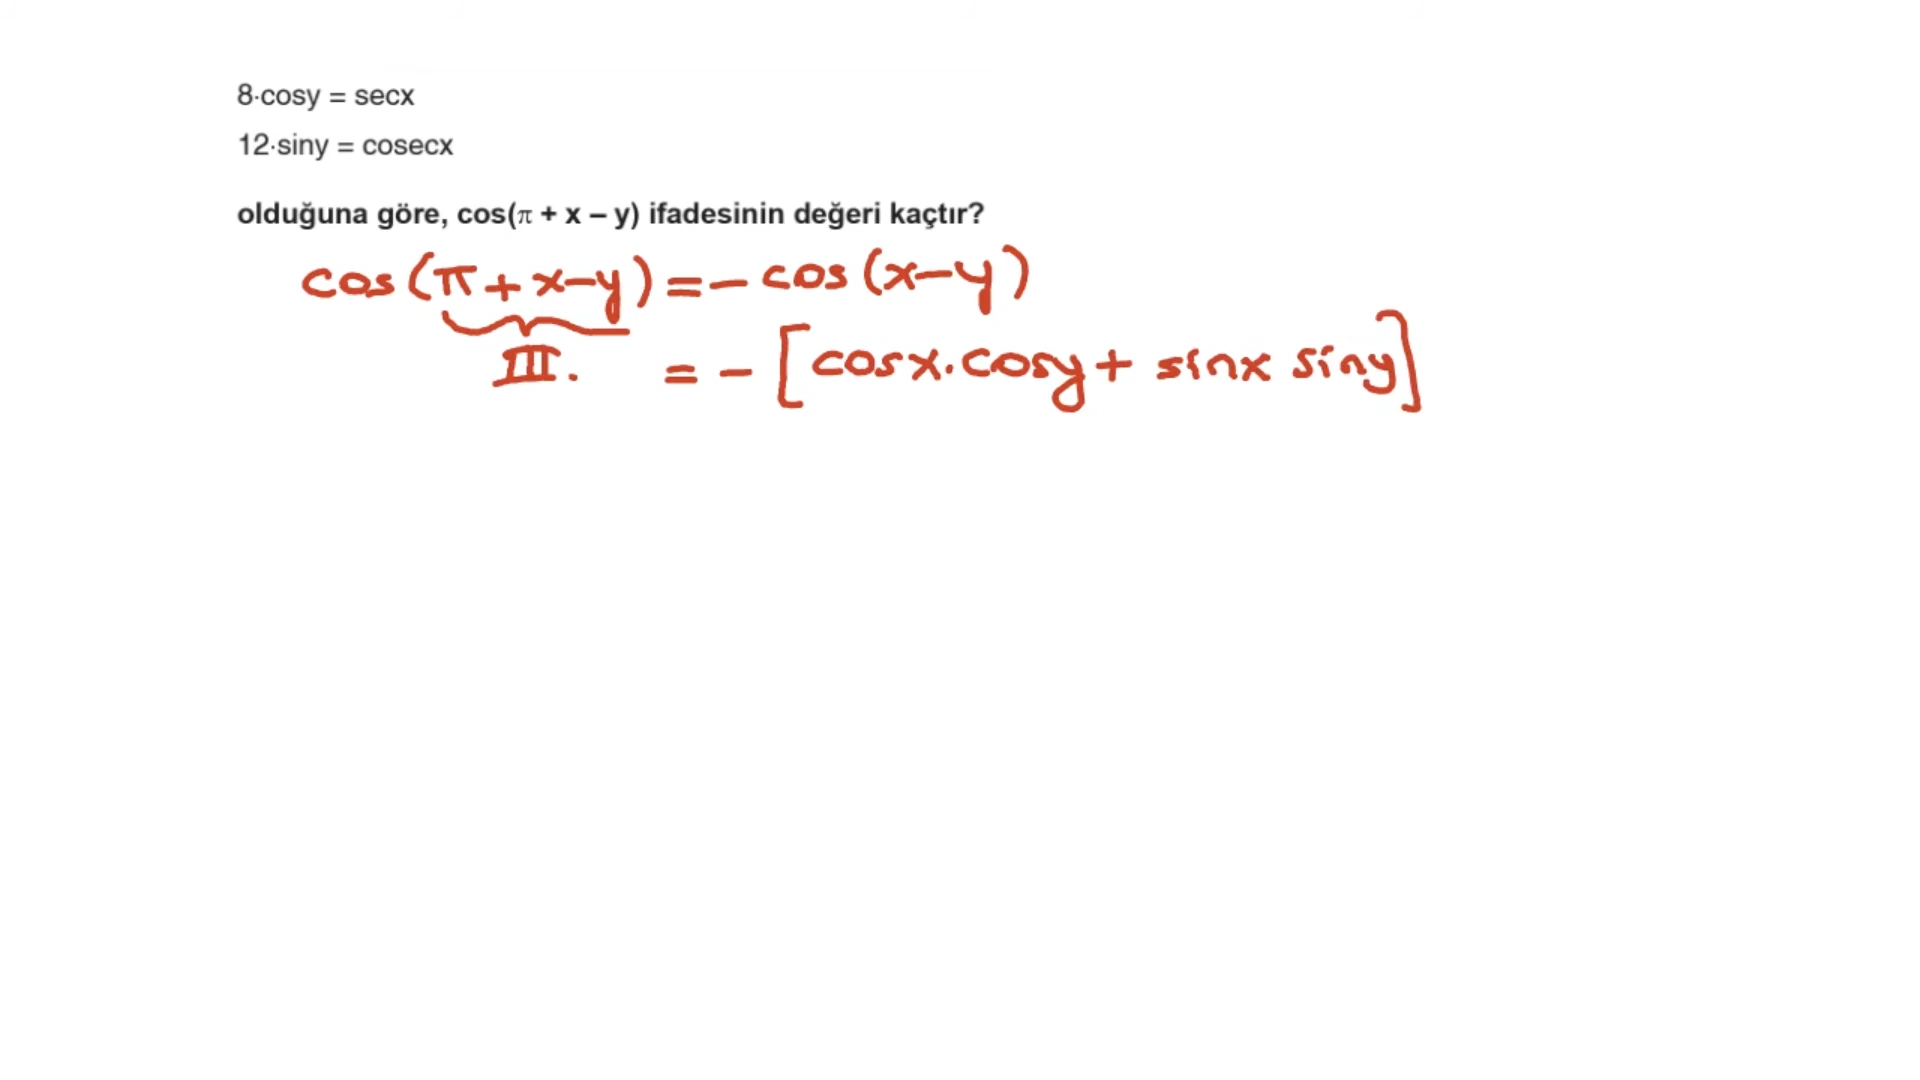 8·cosy = secx
12·siny = cosecx
olduğuna göre, cos(π + x – y) ifadesinin değeri kaçtır?
cos(π+x-y)=-cos(x-y)
III. = -[cosx.cosy+ sinx siny]